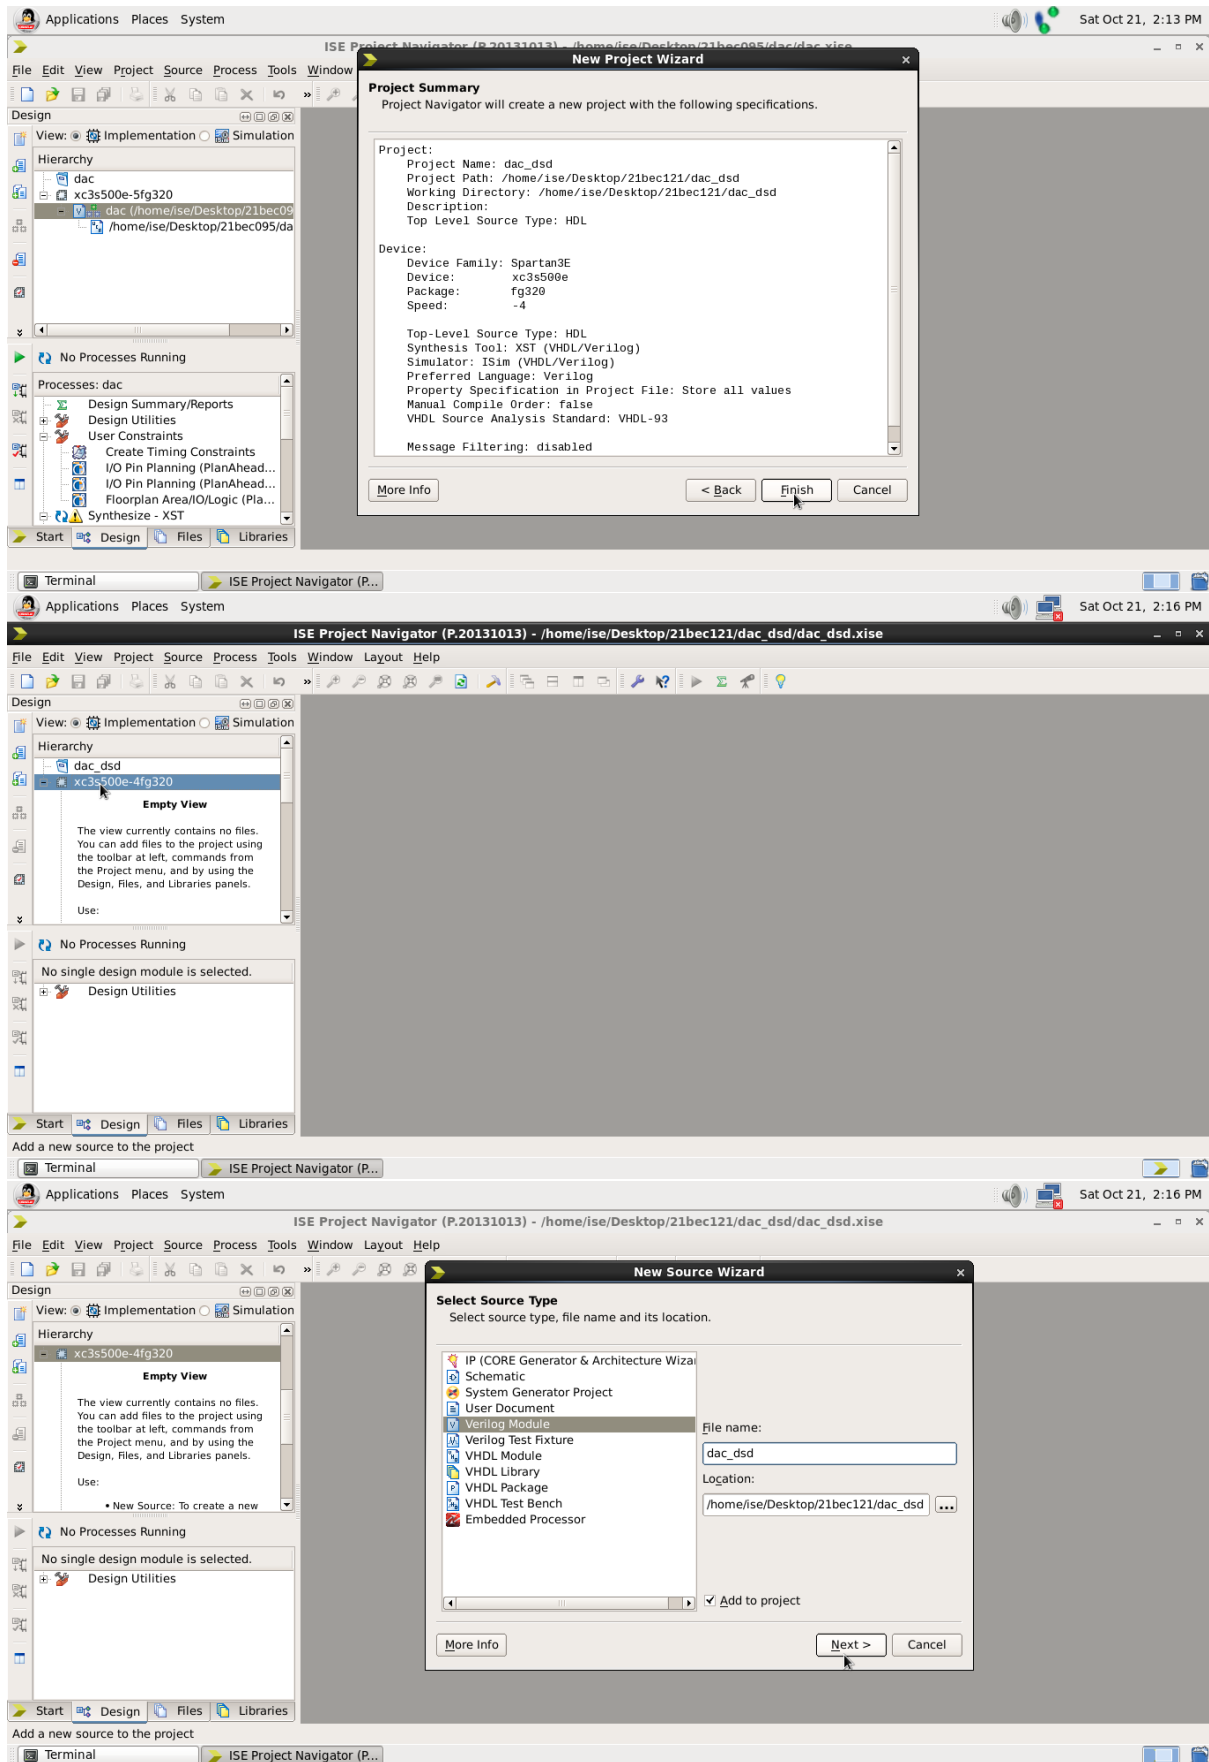 Applications Places System
Sat Oct 21, 2:13 PM
ISE Project Navigator (P.20131013) - /home/ise/Desktop/21bec095/dac/dac.xise
File Edit View Project Source Process Tools Window
New Project Wizard
Project Summary
Project Navigator will create a new project with the following specifications.
Project:
Project Name: dac_dsd
Project Path: /home/ise/Desktop/21bec121/dac_dsd
Working Directory: /home/ise/Desktop/21bec121/dac_dsd
Description:
Top Level Source Type: HDL
Device:
Device Family: Spartan3E
Device: xc3s500e
Package: fg320
Speed: -4
Top-Level Source Type: HDL
Synthesis Tool: XST (VHDL/Verilog)
Simulator: ISim (VHDL/Verilog)
Preferred Language: Verilog
Property Specification in Project File: Store all values
Manual Compile Order: false
VHDL Source Analysis Standard: VHDL-93
Message Filtering: disabled
More Info < Back Finish Cancel
Design
View: Implementation Simulation
Hierarchy
dac
xc3s500e-5fg320
dac (/home/ise/Desktop/21bec09
/home/ise/Desktop/21bec095/da
No Processes Running
Processes: dac
Design Summary/Reports
Design Utilities
User Constraints
Create Timing Constraints
I/O Pin Planning (PlanAhead...
I/O Pin Planning (PlanAhead...
Floorplan Area/IO/Logic (Pla...
Synthesize - XST
Start Design Files Libraries
Terminal ISE Project Navigator (P...
Applications Places System
Sat Oct 21, 2:16 PM
ISE Project Navigator (P.20131013) - /home/ise/Desktop/21bec121/dac_dsd/dac_dsd.xise
File Edit View Project Source Process Tools Window Layout Help
Design
View: Implementation Simulation
Hierarchy
dac_dsd
xc3s500e-4fg320
Empty View
The view currently contains no files.
You can add files to the project using
the toolbar at left, commands from
the Project menu, and by using the
Design, Files, and Libraries panels.
Use:
No Processes Running
No single design module is selected.
Design Utilities
Start Design Files Libraries
Add a new source to the project
Terminal ISE Project Navigator (P...
Applications Places System
Sat Oct 21, 2:16 PM
ISE Project Navigator (P.20131013) - /home/ise/Desktop/21bec121/dac_dsd/dac_dsd.xise
File Edit View Project Source Process Tools Window Layout Help
Design
View: Implementation Simulation
Hierarchy
xc3s500e-4fg320
Empty View
The view currently contains no files.
You can add files to the project using
the toolbar at left, commands from
the Project menu, and by using the
Design, Files, and Libraries panels.
Use:
• New Source: To create a new
No Processes Running
No single design module is selected.
Design Utilities
New Source Wizard
Select Source Type
Select source type, file name and its location.
IP (CORE Generator & Architecture Wiza
Schematic
System Generator Project
User Document
Verilog Module
Verilog Test Fixture
VHDL Module
VHDL Library
VHDL Package
VHDL Test Bench
Embedded Processor
File name:
dac_dsd
Location:
/home/ise/Desktop/21bec121/dac_dsd ...
Add to project
More Info Next > Cancel
Start Design Files Libraries
Add a new source to the project
Terminal ISE Project Navigator (P...